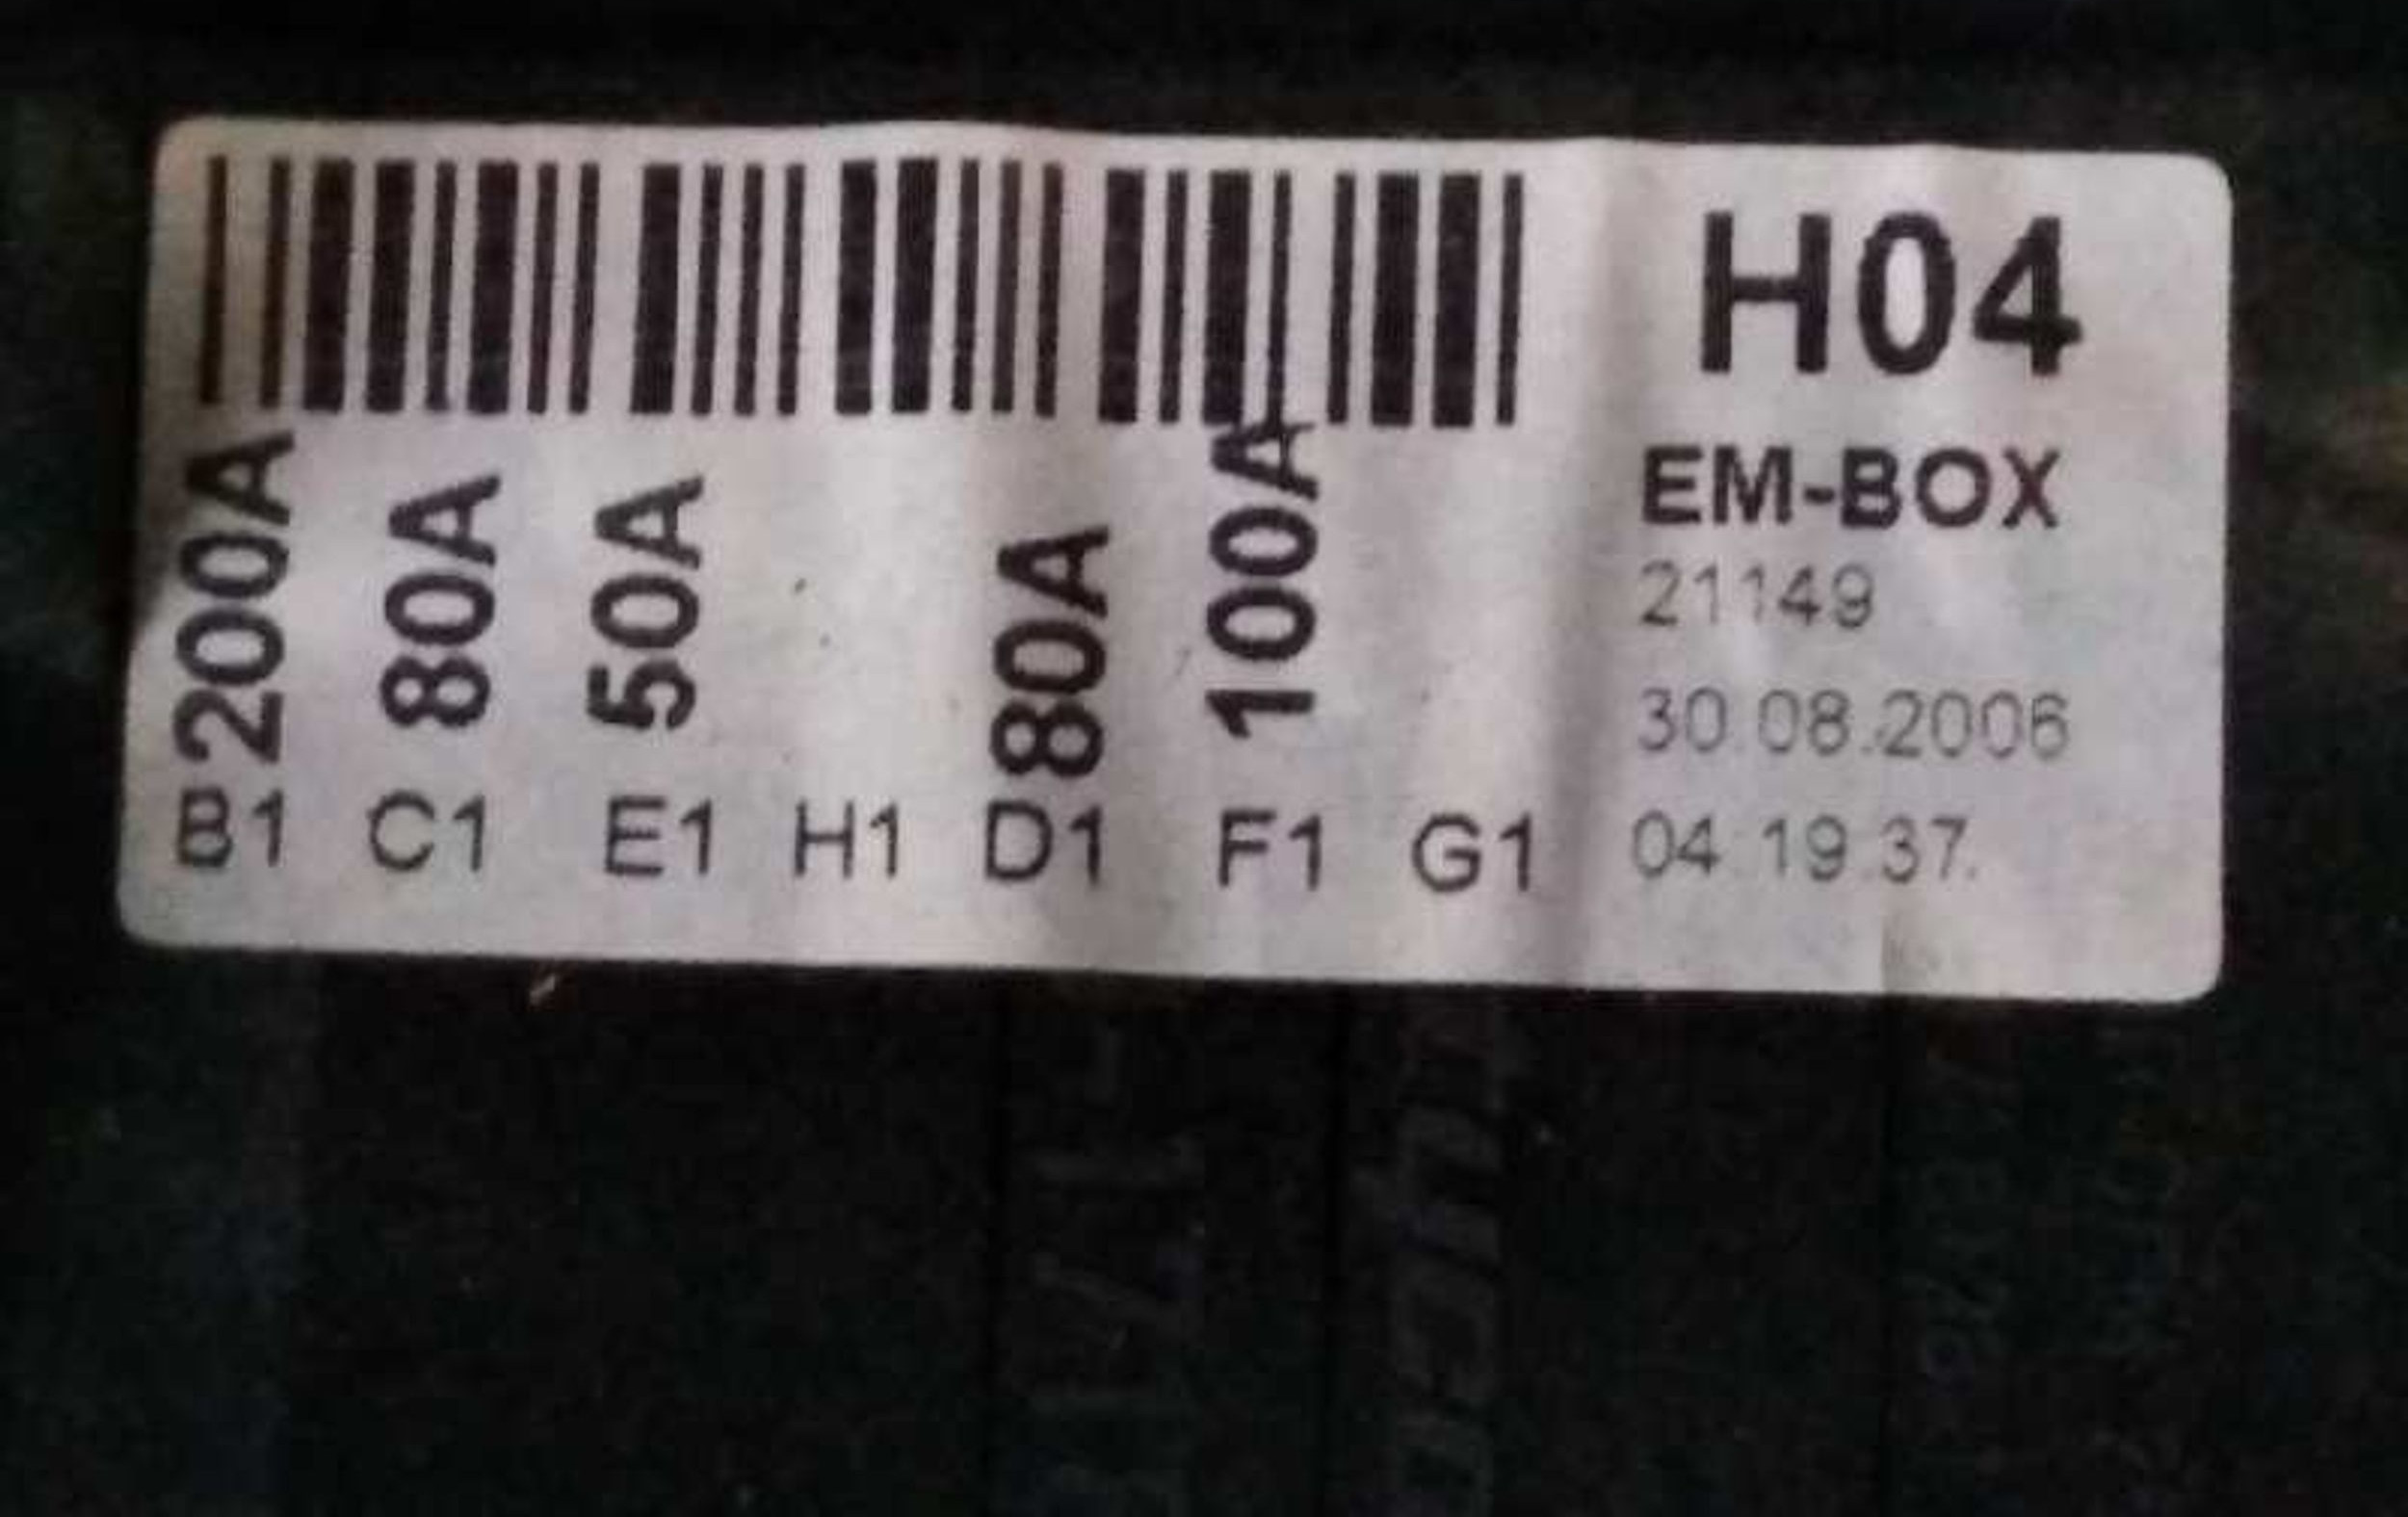 H04
EM-BOX
21149
30.08.2006
04:19:37.
200A 80A 50A 80A 100A
B1 C1 E1 H1 D1 F1 G1